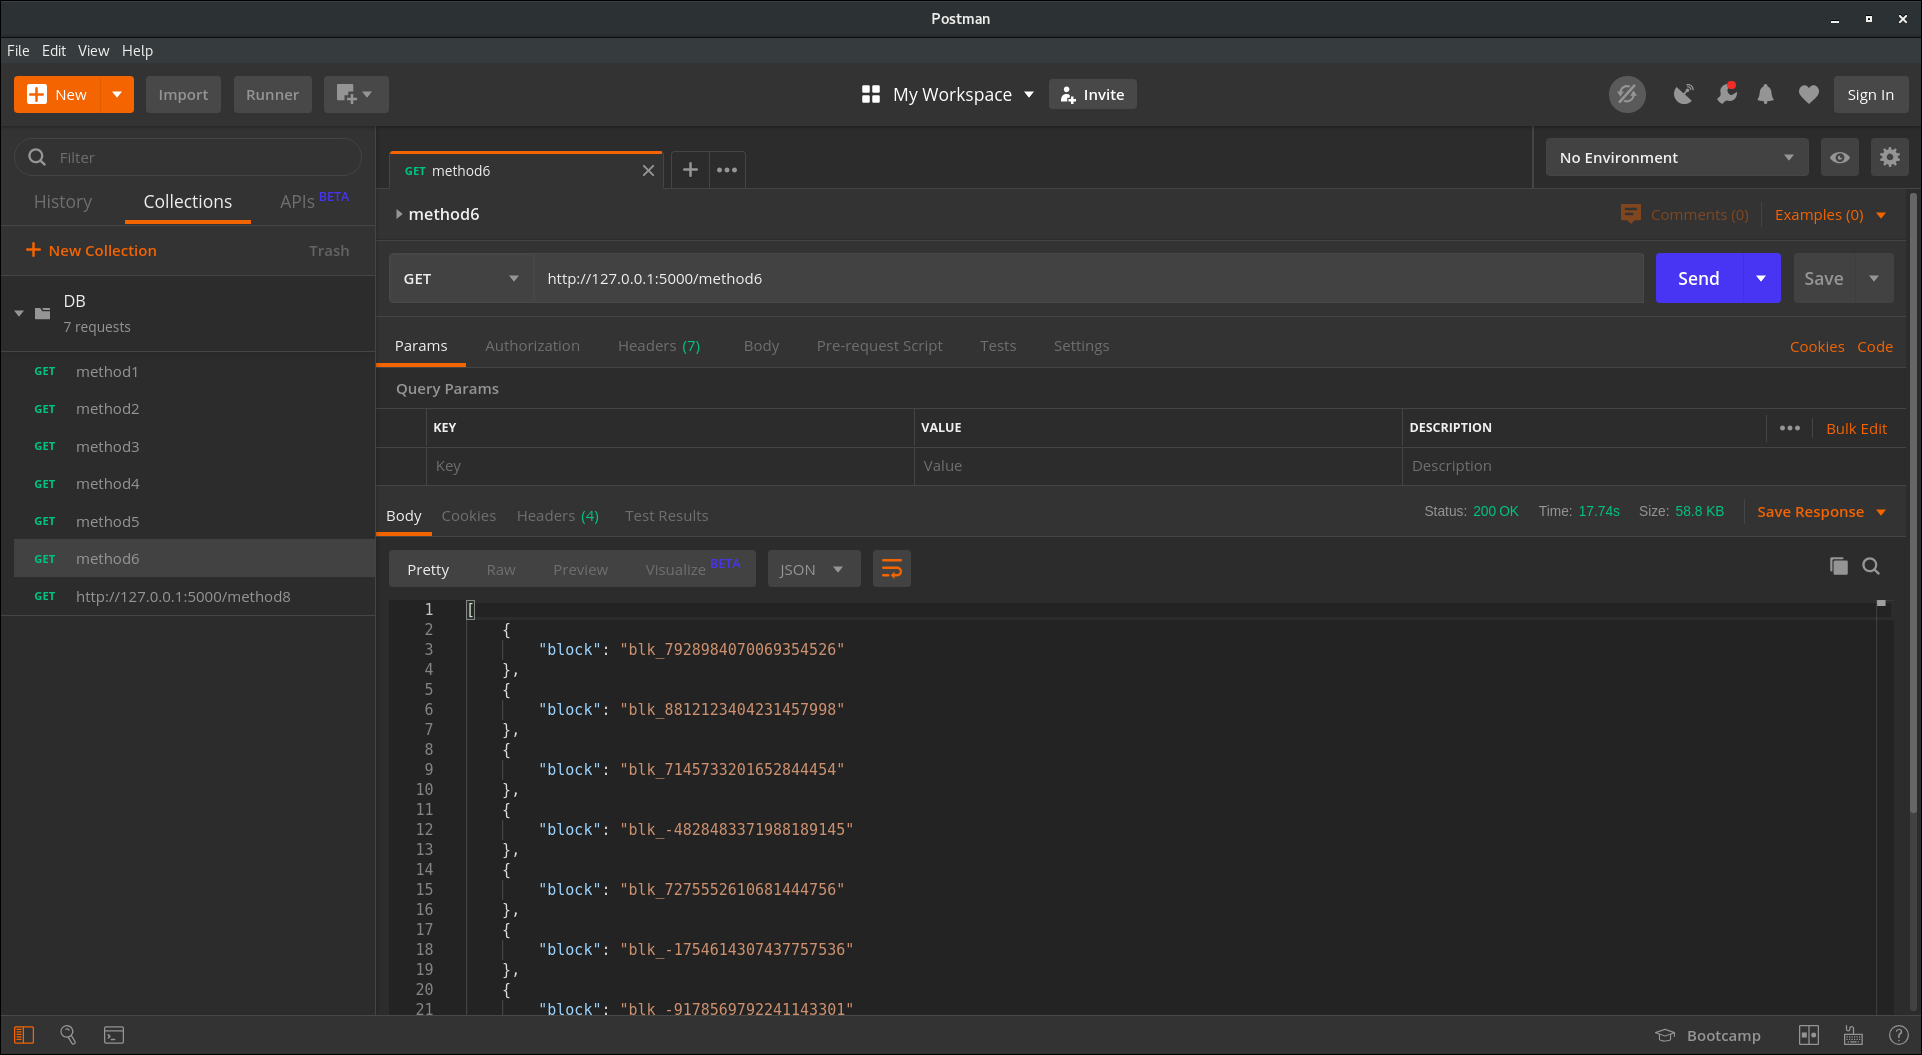 Postman
File Edit View Help
New Import Runner My Workspace Invite Sign In
Filter
History Collections APIs BETA
New Collection Trash
DB
7 requests
GET method1
GET method2
GET method3
GET method4
GET method5
GET method6
GET http://127.0.0.1:5000/method8
GET method6
No Environment
method6
Comments (0) Examples (0)
GET http://127.0.0.1:5000/method6 Send Save
Params Authorization Headers (7) Body Pre-request Script Tests Settings Cookies Code
Query Params
KEY VALUE DESCRIPTION Bulk Edit
Key Value Description
Body Cookies Headers (4) Test Results Status: 200 OK Time: 17.74s Size: 58.8 KB Save Response
Pretty Raw Preview Visualize BETA JSON
1 [
2 {
3 "block": "blk_7928984070069354526"
4 },
5 {
6 "block": "blk_8812123404231457998"
7 },
8 {
9 "block": "blk_7145733201652844454"
10 },
11 {
12 "block": "blk_-4828483371988189145"
13 },
14 {
15 "block": "blk_7275552610681444756"
16 },
17 {
18 "block": "blk_-1754614307437757536"
19 },
20 {
21 "block": "blk_-9178569792241143301"
Bootcamp